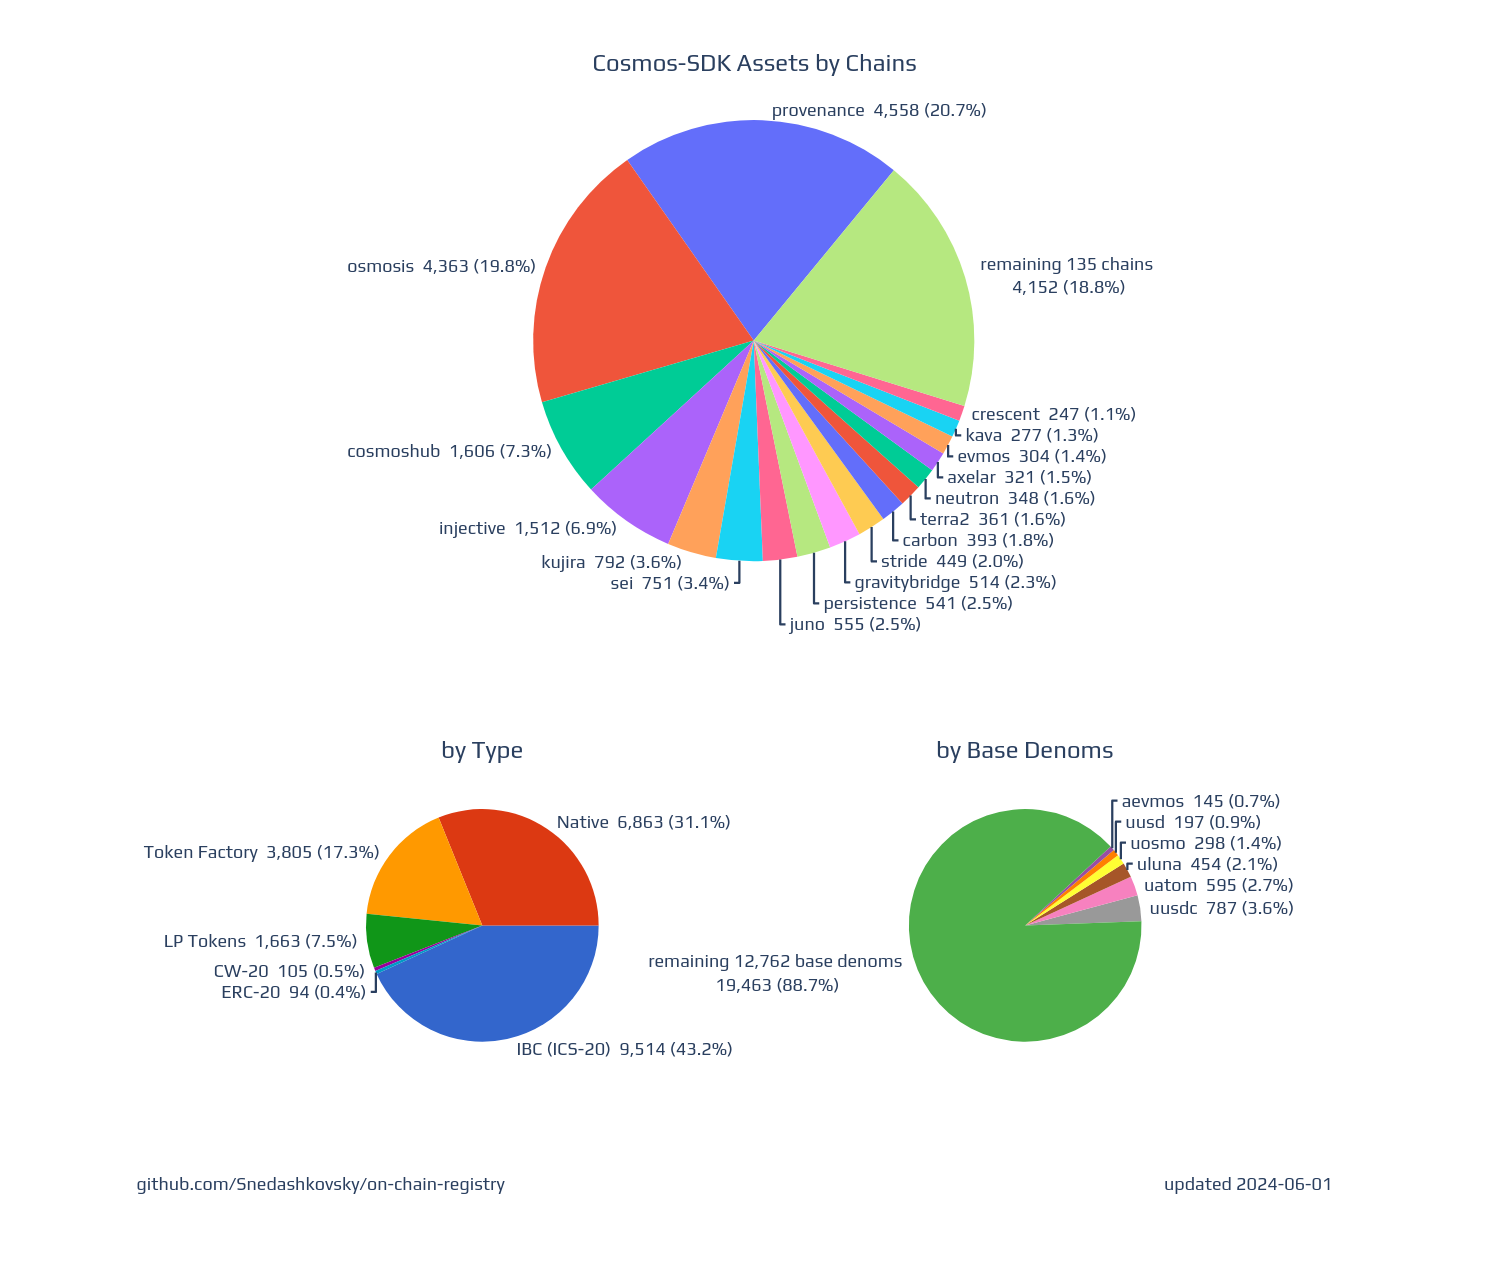 Cosmos-SDK Assets by Chains
provenance 4,558 (20.7%)
osmosis 4,363 (19.8%)
remaining 135 chains
4,152 (18.8%)
crescent 247 (1.1%)
kava 277 (1.3%)
cosmoshub 1,606 (7.3%)
evmos 304 (1.4%)
axelar 321 (1.5%)
neutron 348 (1.6%)
terra2 361 (1.6%)
injective 1,512 (6.9%)
carbon 393 (1.8%)
kujira 792 (3.6%)
stride 449 (2.0%)
sei 751 (3.4%)
gravitybridge 514 (2.3%)
persistence 541 (2.5%)
juno 555 (2.5%)
by Type
Native 6,863 (31.1%)
Token Factory 3,805 (17.3%)
LP Tokens 1,663 (7.5%)
CW-20 105 (0.5%)
ERC-20 94 (0.4%)
IBC (ICS-20) 9,514 (43.2%)
by Base Denoms
aevmos 145 (0.7%)
uusd 197 (0.9%)
uosmo 298 (1.4%)
uluna 454 (2.1%)
uatom 595 (2.7%)
uusdc 787 (3.6%)
remaining 12,762 base denoms
19,463 (88.7%)
github.com/Snedashkovsky/on-chain-registry
updated 2024-06-01